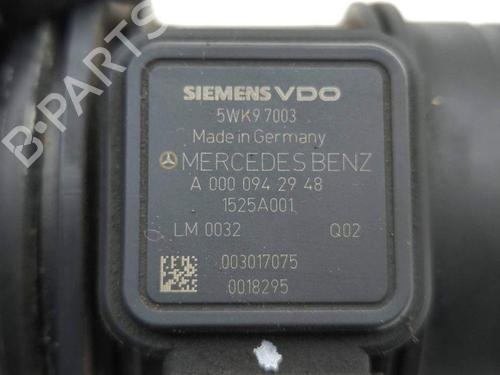 SIEMENS VDO
5WK9 7003
Made in Germany
MERCEDES BENZ
A 000 094 29 48
1525A001
LM 0032 Q02
003017075
0018295
B-PARTS